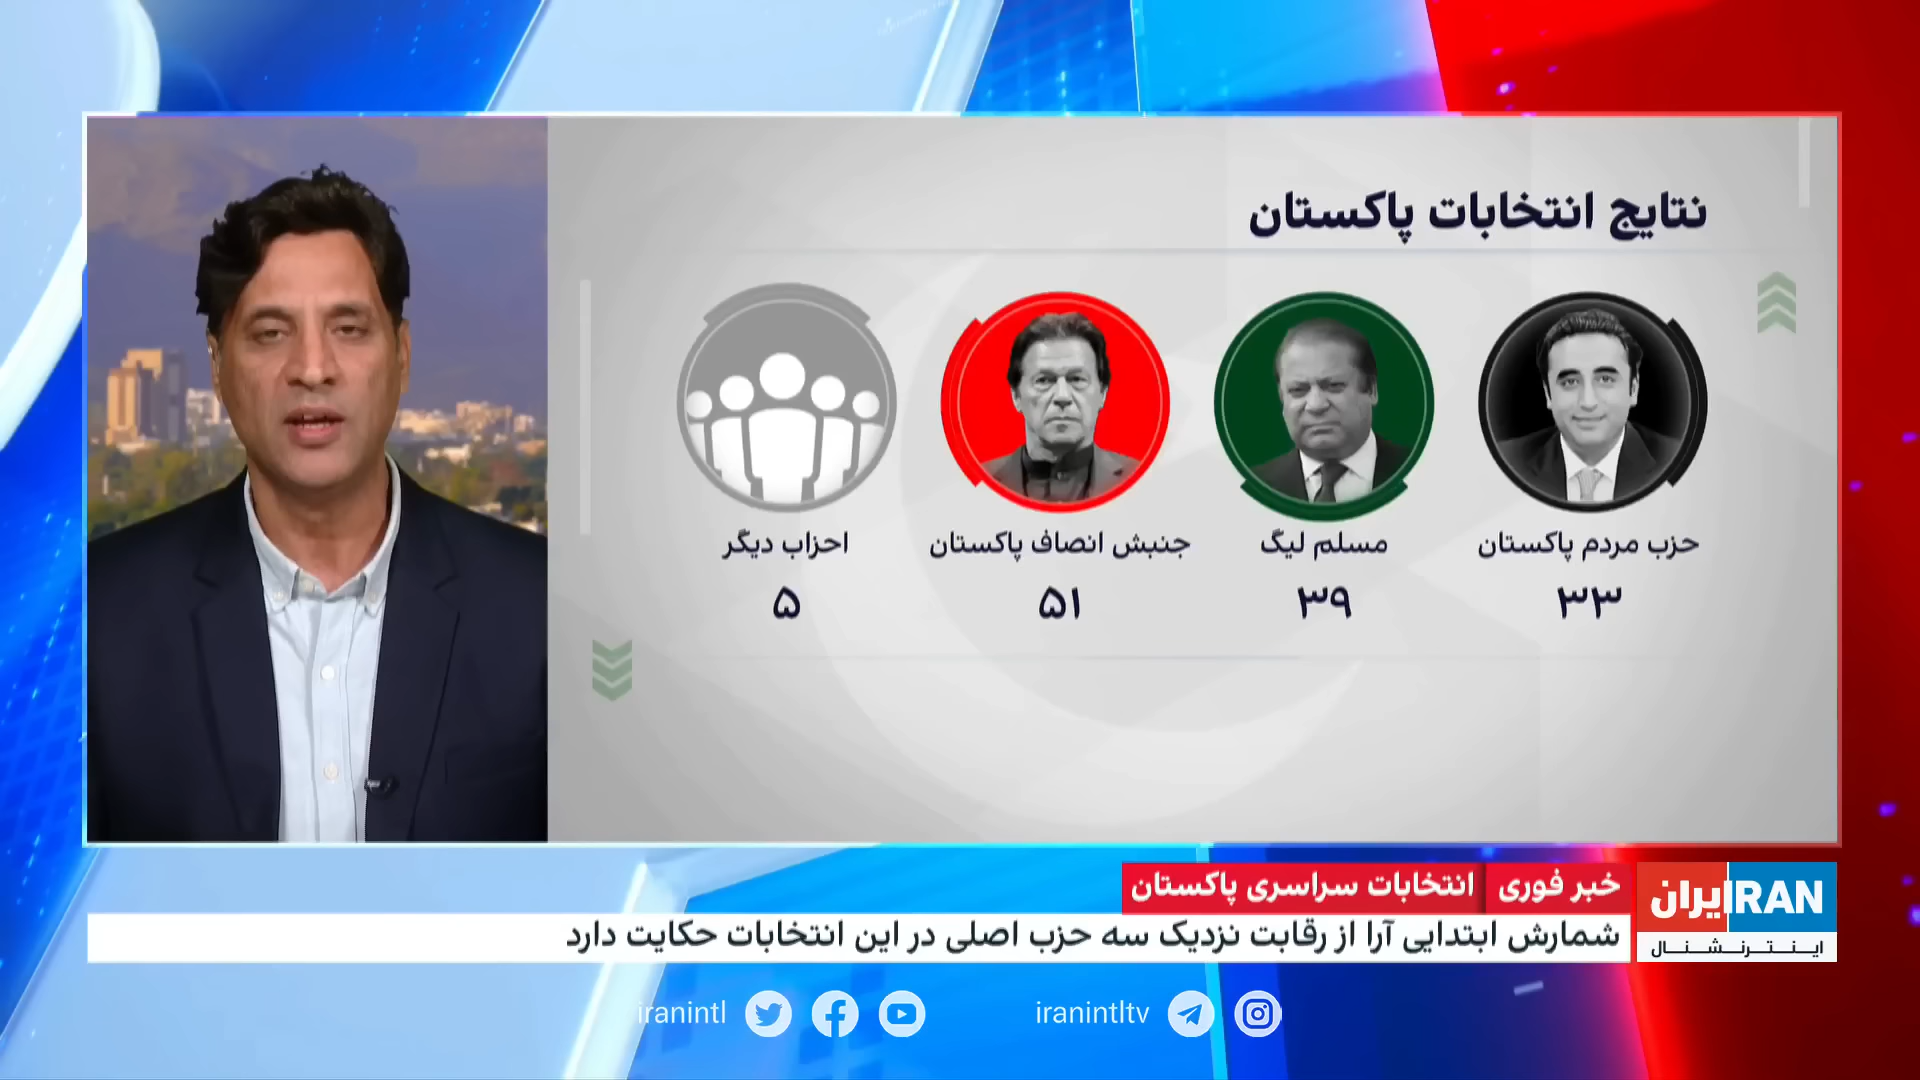 نتایج انتخابات پاکستان
حزب مردم پاکستان
۳۳
مسلم لیگ
۳۹
جنبش انصاف پاکستان
۵۱
احزاب دیگر
۵
خبر فوری
انتخابات سراسری پاکستان
شمارش ابتدایی آرا از رقابت نزدیک سه حزب اصلی در این انتخابات حکایت دارد
ایران IRAN
اینترنشنال
iranintl
iranintltv